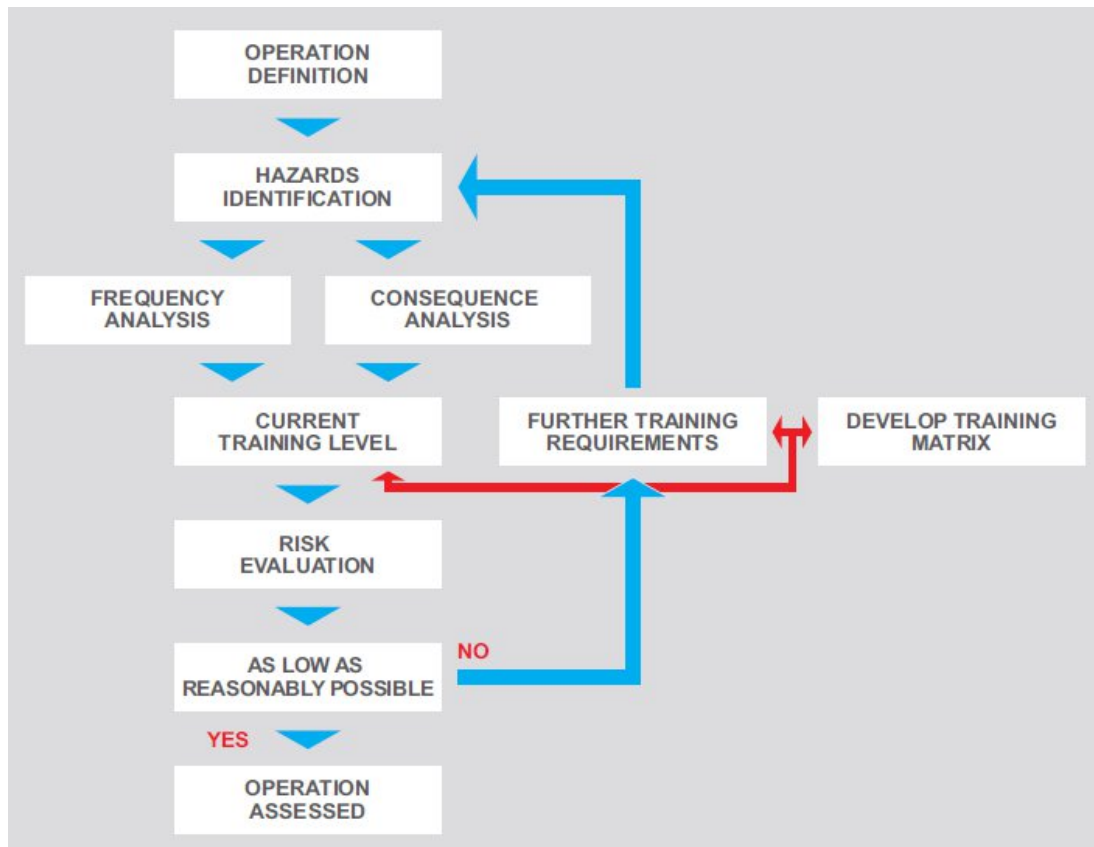 OPERATION
DEFINITION
HAZARDS
IDENTIFICATION
FREQUENCY
ANALYSIS
CONSEQUENCE
ANALYSIS
CURRENT
TRAINING LEVEL
FURTHER TRAINING
REQUIREMENTS
DEVELOP TRAINING
MATRIX
RISK
EVALUATION
AS LOW AS
REASONABLY POSSIBLE
NO
YES
OPERATION
ASSESSED